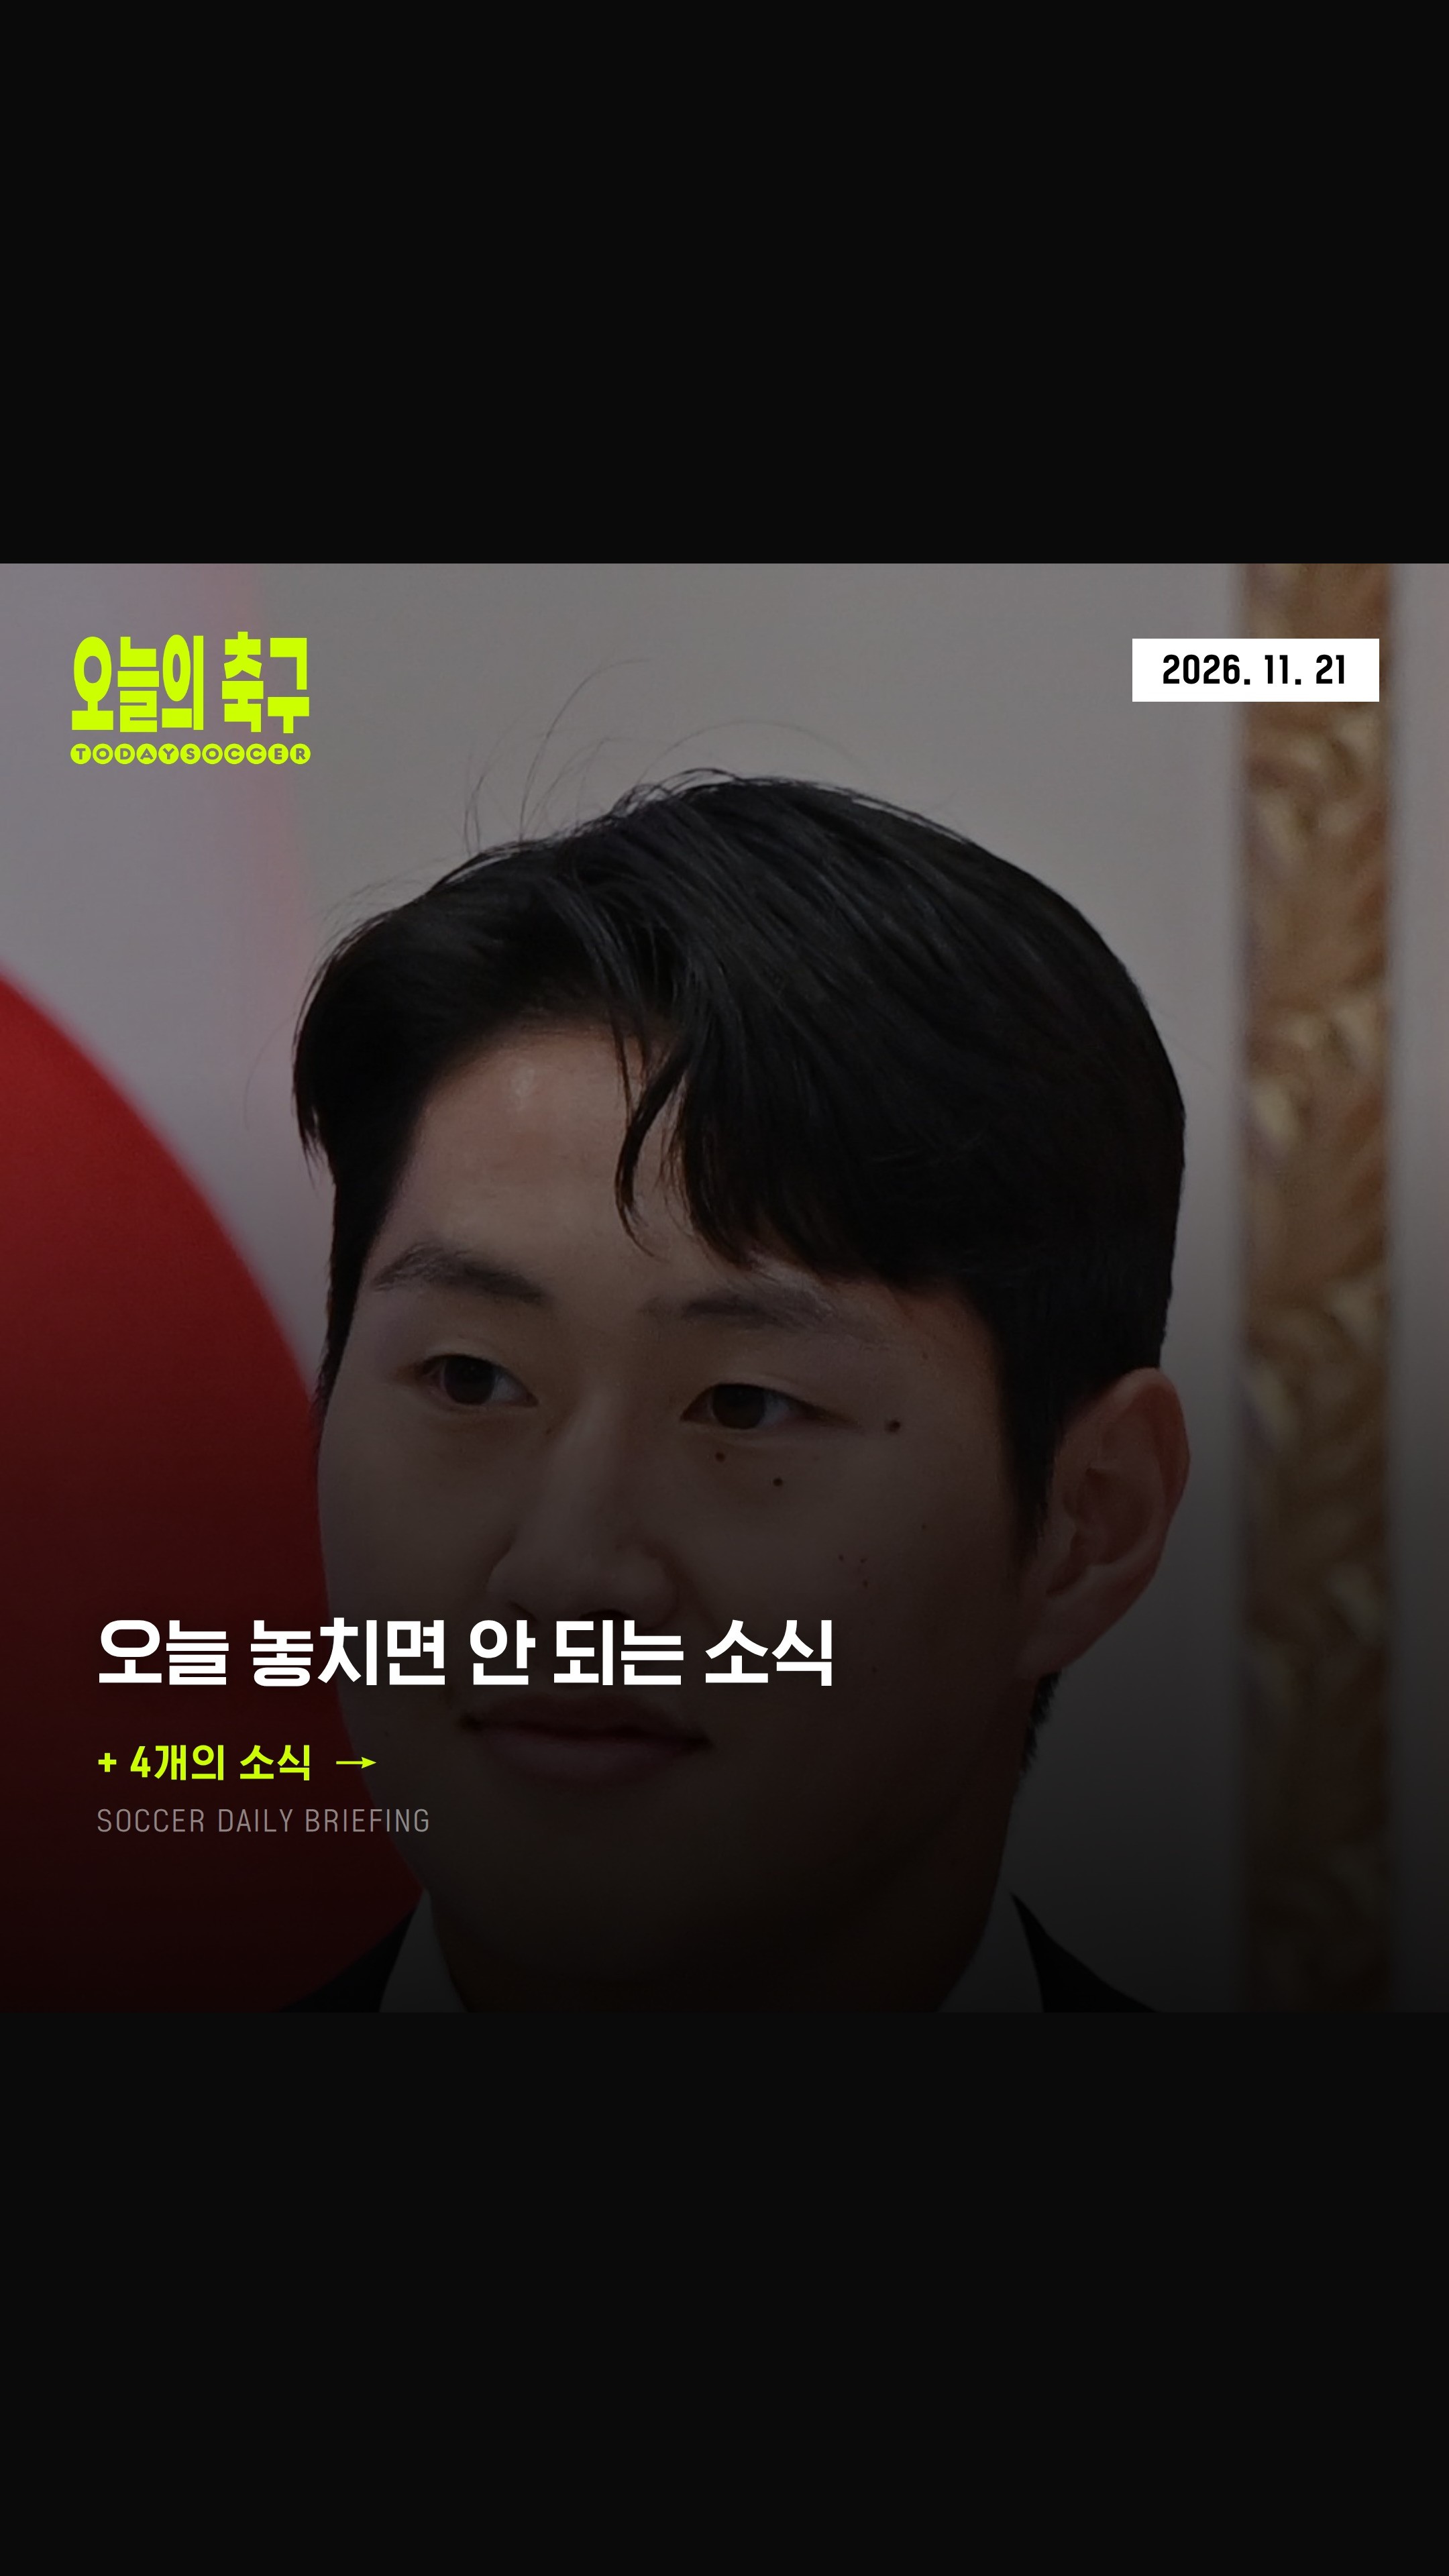 오늘의 축구
TODAYSOCCER
2026. 11. 21
오늘 놓치면 안 되는 소식
+ 4개의 소식 →
SOCCER DAILY BRIEFING